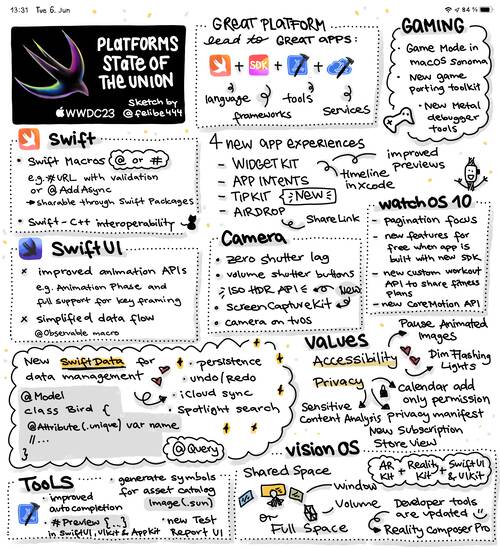 13:31 Tue 6. Jun
84 %
PLATFORMS
STATE OF
THE UNION
WWDC23
Sketch by
@felibe444
GREAT PLATFORM
lead to GREAT APPS:
SDK
language
frameworks
tools
Services
GAMING
• Game Mode in
macOS Sonoma
• New game
porting toolkit
• New Metal
debugger
tools
Swift
• Swift Macros @ or #
e.g. #URL with validation
or @AddAsync
→ sharable through Swift Packages
• Swift-C++ interoperability
4 new app experiences
- WIDGETKIT
- APP INTENTS
- TIPKIT NEW
- AIRDROP
timeline
in xcode
improved
previews
ShareLink
watchOS 10
- pagination focus
- new features for
free when app is
built with new SDK
- new custom workout
API to share fitness
plans
- new CoreMotion API
SwiftUI
x improved animation APIs
e.g. Animation Phase and
full support for key framing
x simplified data flow
@Observable macro
Camera
• zero shutter lag
• volume shutter buttons
ISO HDR API new
• ScreenCaptureKit
• camera on tvOS
VALUES
Accessibility
Pause Animated
Images
Dim Flashing
Lights
Privacy
Sensitive
Content Analysis
calendar add
only permission
Privacy manifest
New Subscription
Store View
New SwiftData for
data management
• persistence
• undo/redo
• iCloud sync
• Spotlight search
@Model
class Bird {
@Attribute(.unique) var name
//...
}
@Query
TOOLS
• improved
autocompletion
• #Preview {..}
in SwiftUI, UIKit & AppKit
• generate symbols
for asset catalog
Image(.sun)
• new Test
Report UI
vision OS
Shared Space
or
Full Space
Window
Volume
AR
Kit
+
Reality
Kit
+
SwiftUI
& UIKit
Developer tools
are updated
Reality Composer Pro